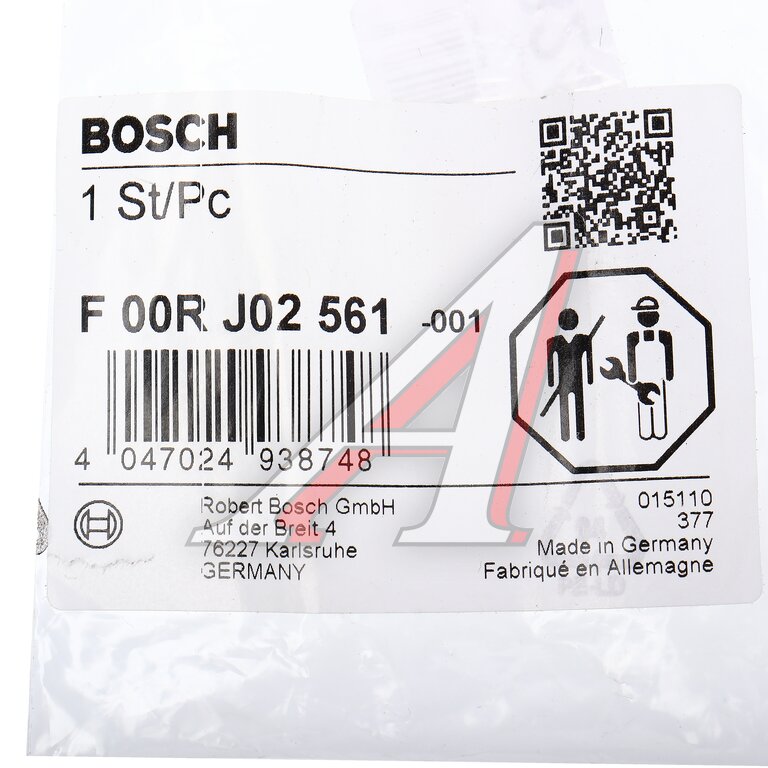 BOSCH
1 St/Pc
F 00R J02 561 -001
4 047024 938748
Robert Bosch GmbH
Auf der Breit 4
76227 Karlsruhe
GERMANY
015110
377
Made in Germany
Fabriqué en Allemagne